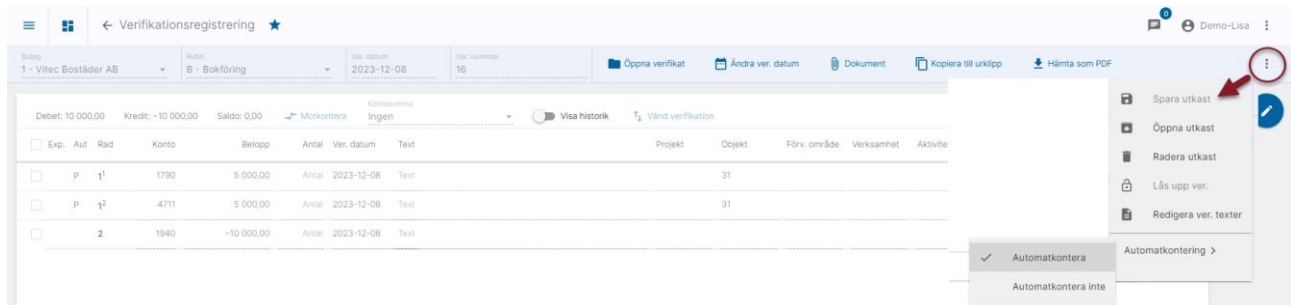 Verifikationsregistrering
0
Demo-Lisa
Bolag
1 - Vitec Bostäder AB
Rutin
B - Bokföring
Ver. datum
2023-12-08
Ver. nummer
16
Öppna verifikat
Ändra ver. datum
Dokument
Kopiera till urklipp
Hämta som PDF
Debet: 10 000,00 Kredit: -10 000,00 Saldo: 0,00 Motkontera
Kontosumma
Ingen
Visa historik
Vänd verifikation
Exp. Aut Rad Konto Belopp Antal Ver. datum Text Projekt Objekt Förv. område Verksamhet Aktivite
P 1¹ 1790 5 000,00 Antal 2023-12-08 Text 31
P 1² 4711 5 000,00 Antal 2023-12-08 Text 31
2 1940 -10 000,00 Antal 2023-12-08 Text
Spara utkast
Öppna utkast
Radera utkast
Lås upp ver.
Redigera ver. texter
Automatkontering >
Automatkontera
Automatkontera inte